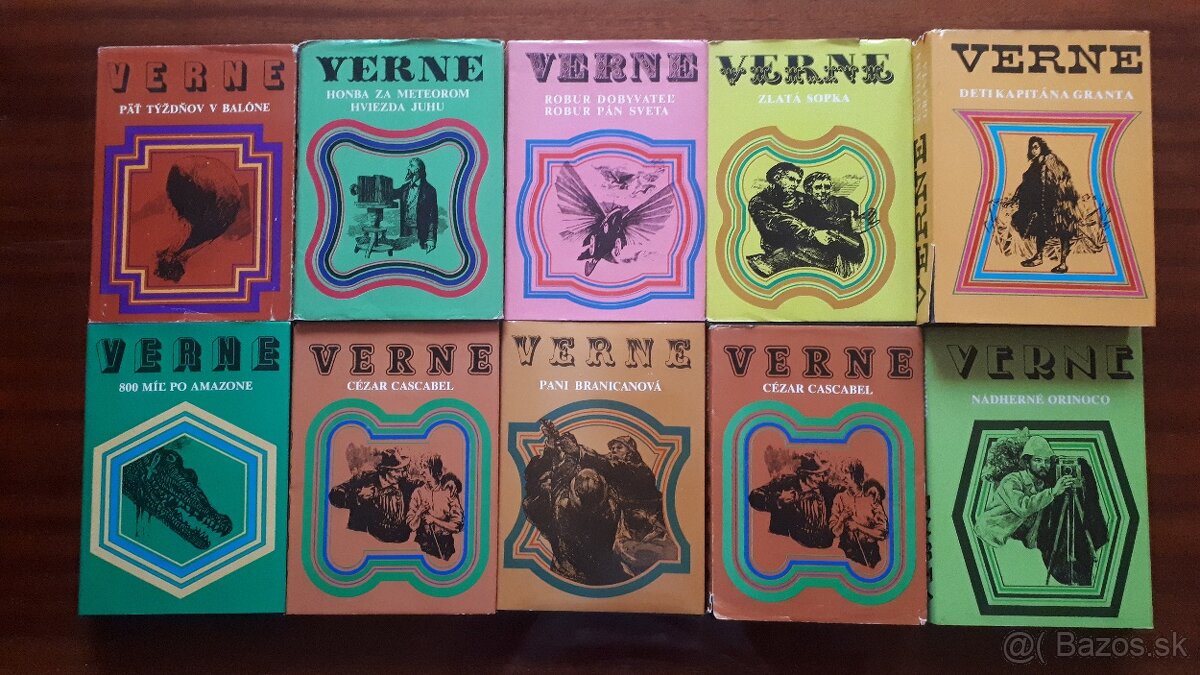 VERNE
PÄŤ TÝŽDŇOV V BALÓNE
VERNE
HONBA ZA METEOROM
HVIEZDA JUHU
VERNE
ROBUR DOBYVATEĽ
ROBUR PÁN SVETA
VERNE
ZLATÁ SOPKA
VERNE
VERNE
DETI KAPITÁNA GRANTA
VERNE
800 MÍĽ PO AMAZONE
VERNE
CÉZAR CASCABEL
VERNE
PANI BRANICANOVÁ
VERNE
CÉZAR CASCABEL
VERNE
NÁDHERNÉ ORINOCO
@( Bazos.sk